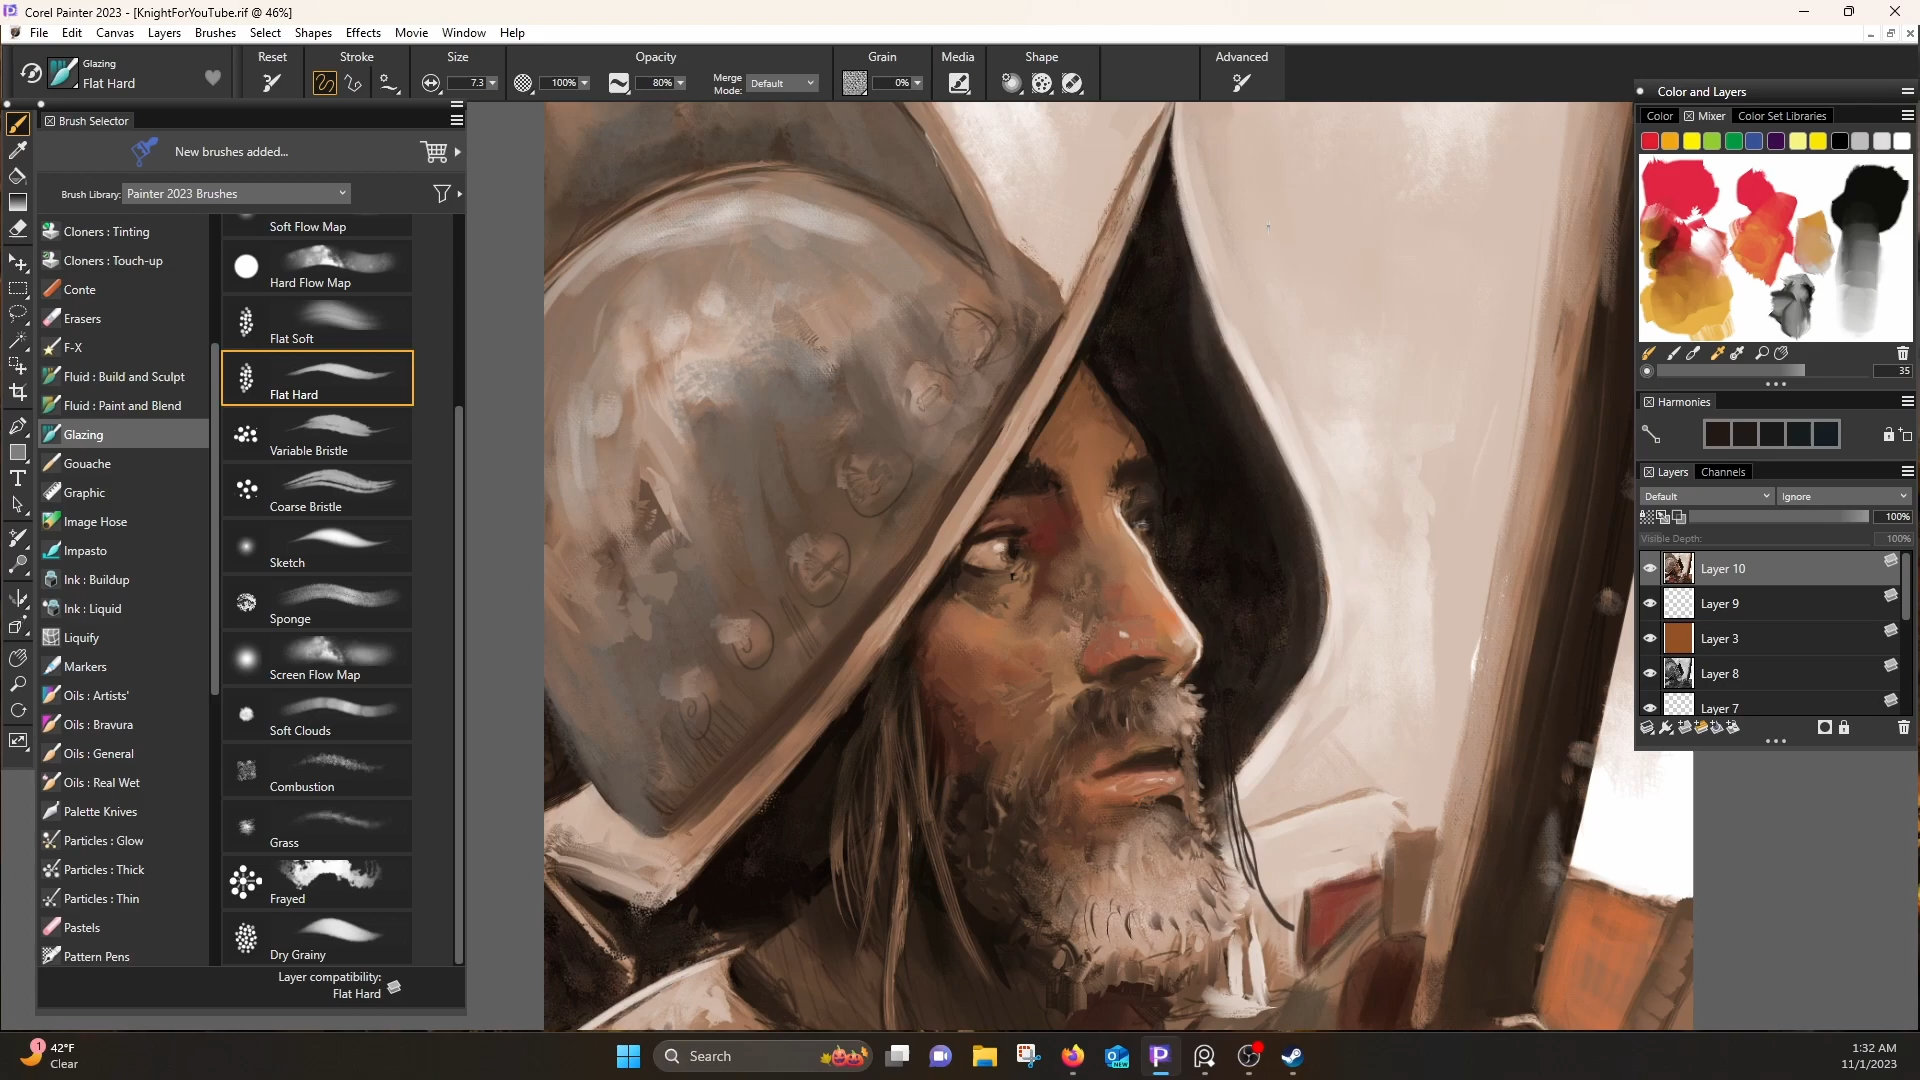 Corel Painter 2023 - [KnightForYouTube.rif @ 46%]
File Edit Canvas Layers Brushes Select Shapes Effects Movie Window Help
Glazing
Flat Hard
Reset
Stroke
Size
7.3
Opacity
100%
80%
Merge
Mode:
Default
Grain
0%
Media
Shape
Advanced
Brush Selector
New brushes added...
Brush Library:
Painter 2023 Brushes
Cloners : Tinting
Cloners : Touch-up
Conte
Erasers
F-X
Fluid : Build and Sculpt
Fluid : Paint and Blend
Glazing
Gouache
Graphic
Image Hose
Impasto
Ink : Buildup
Ink : Liquid
Liquify
Markers
Oils : Artists'
Oils : Bravura
Oils : General
Oils : Real Wet
Palette Knives
Particles : Glow
Particles : Thick
Particles : Thin
Pastels
Pattern Pens
Soft Flow Map
Hard Flow Map
Flat Soft
Flat Hard
Variable Bristle
Coarse Bristle
Sketch
Sponge
Screen Flow Map
Soft Clouds
Combustion
Grass
Frayed
Dry Grainy
Layer compatibility:
Flat Hard
Color and Layers
Color Mixer Color Set Libraries
35
Harmonies
Layers Channels
Default Ignore
100%
Visible Depth: 100%
Layer 10
Layer 9
Layer 3
Layer 8
Layer 7
1
42°F
Clear
Search
NEW
1:32 AM
11/1/2023